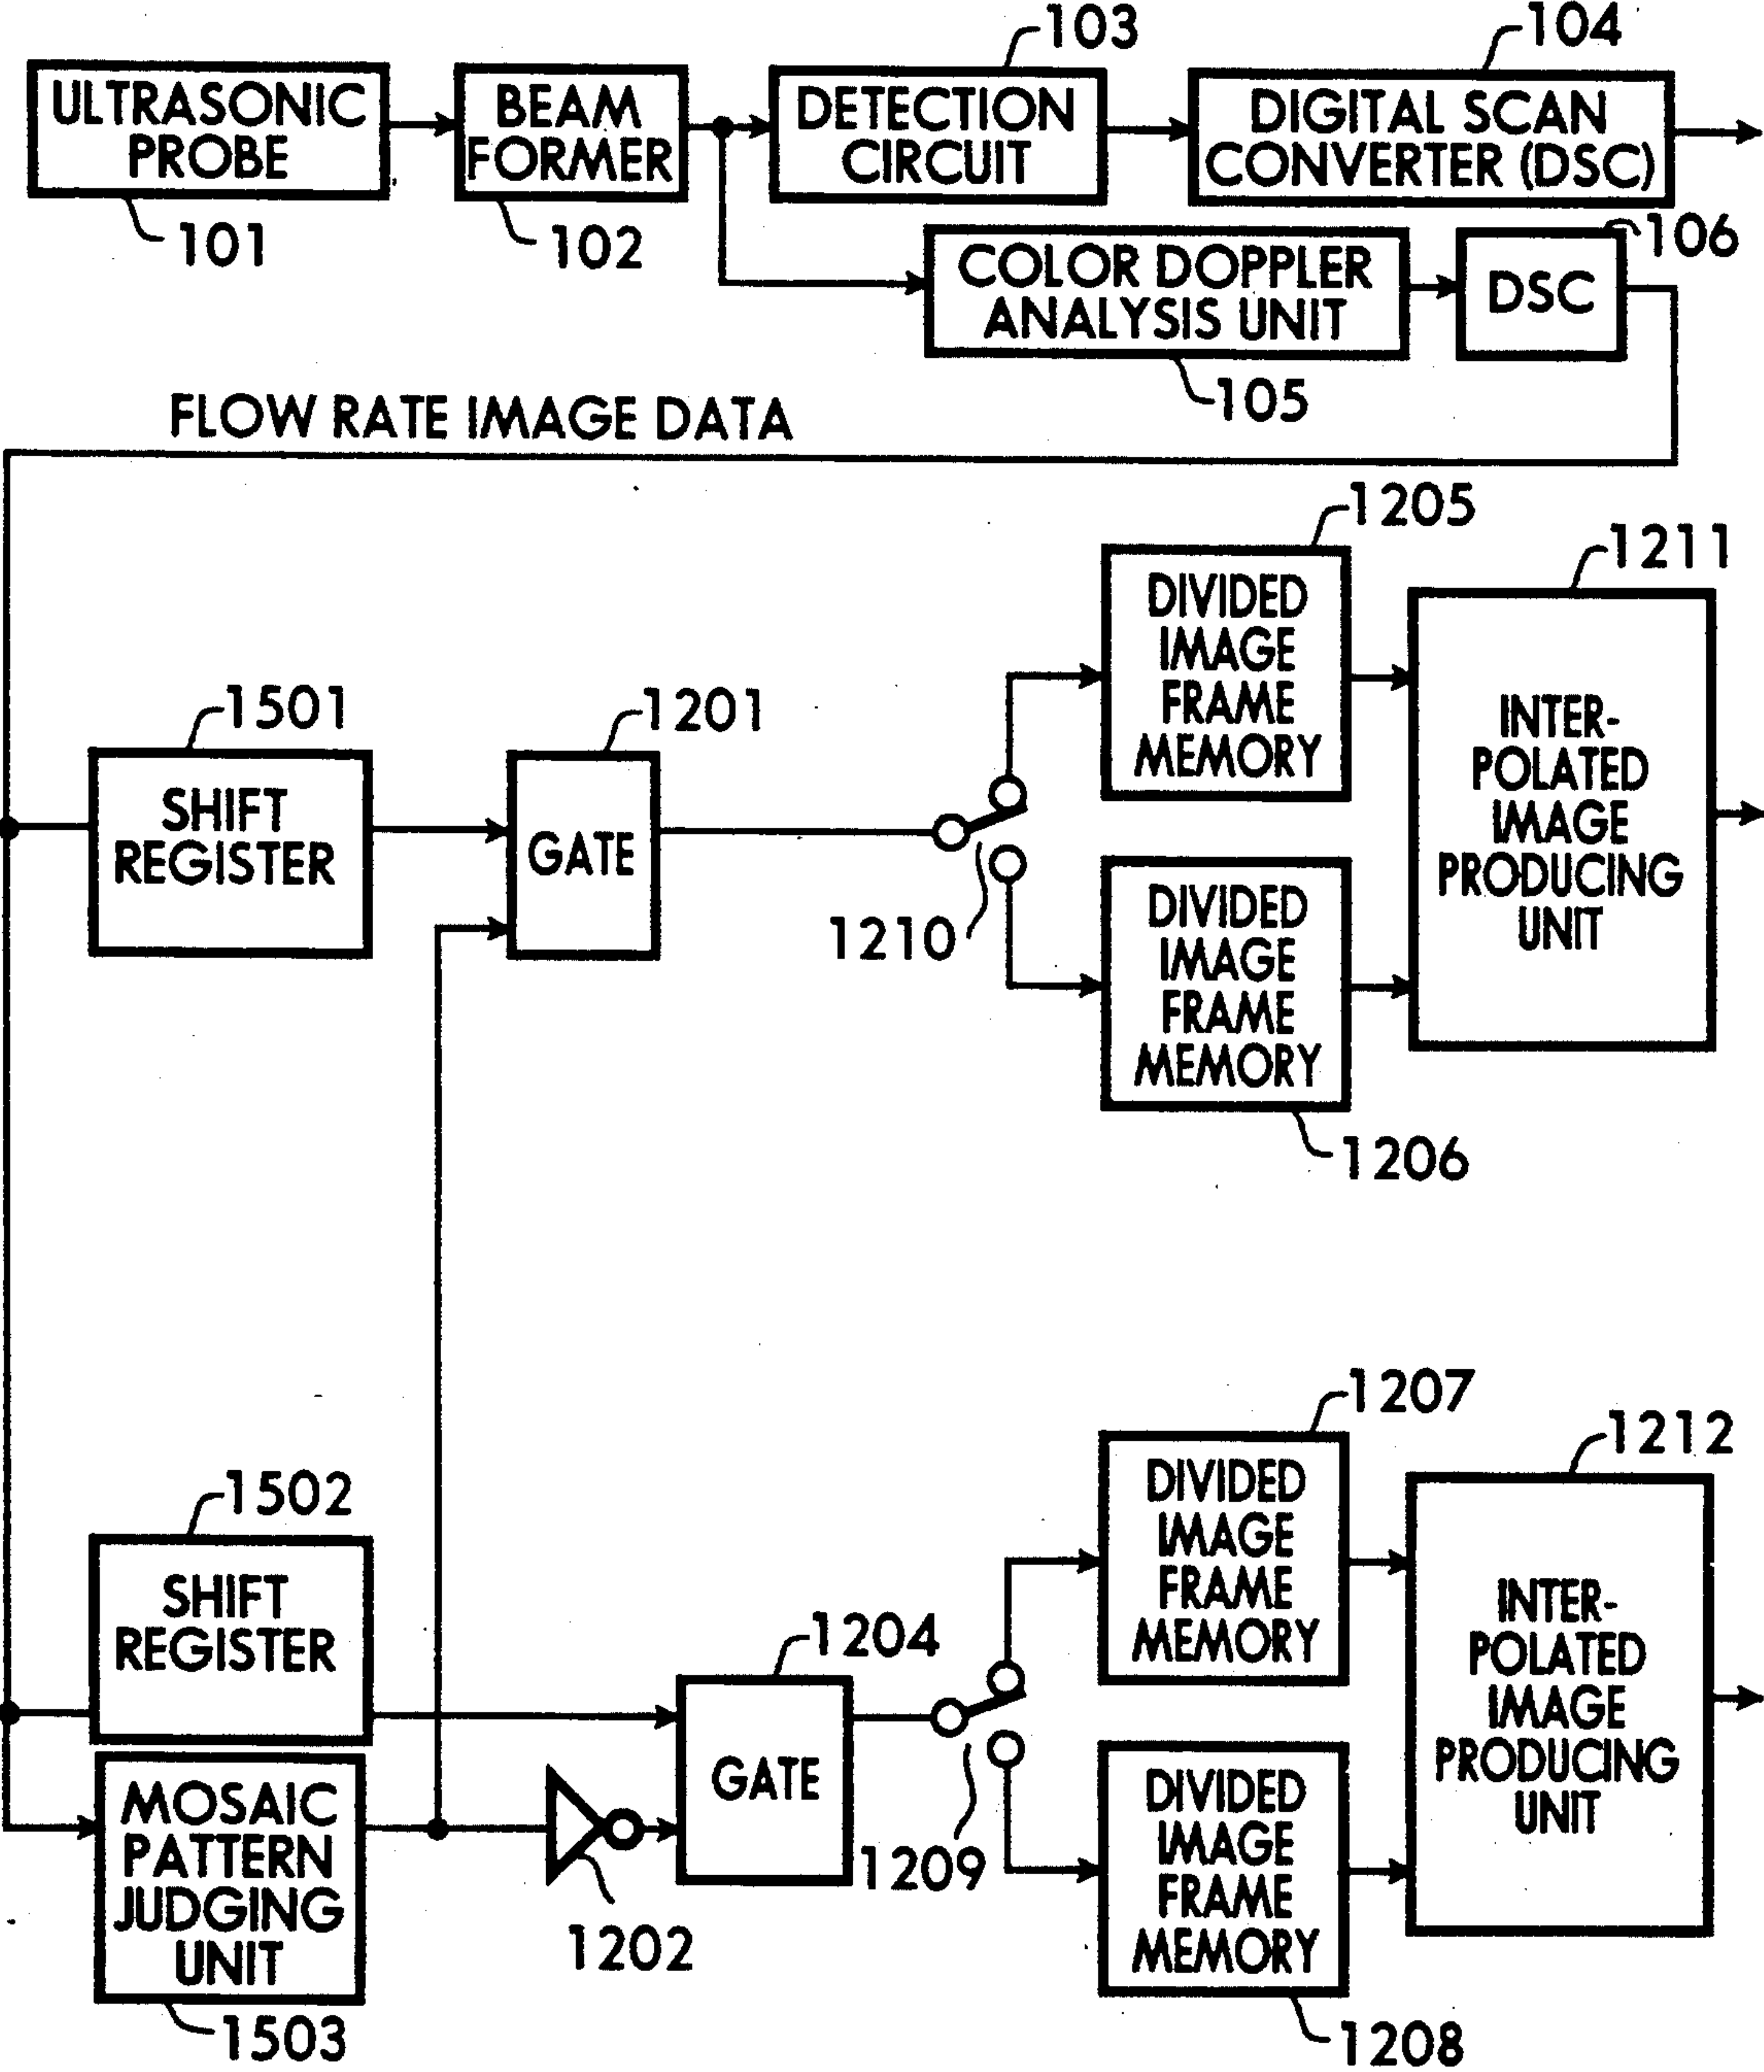 103
104
ULTRASONIC
PROBE
BEAM
FORMER
DETECTION
CIRCUIT
DIGITAL SCAN
CONVERTER (DSC)
101
102
106
COLOR DOPPLER
ANALYSIS UNIT
DSC
105
FLOW RATE IMAGE DATA
1205
1211
DIVIDED
IMAGE
FRAME
MEMORY
INTER-
POLATED
IMAGE
PRODUCING
UNIT
1501
1201
SHIFT
REGISTER
GATE
1210
DIVIDED
IMAGE
FRAME
MEMORY
1206
1207
1212
DIVIDED
IMAGE
FRAME
MEMORY
INTER-
POLATED
IMAGE
PRODUCING
UNIT
1502
SHIFT
REGISTER
1204
GATE
1209
MOSAIC
PATTERN
JUDGING
UNIT
1202
DIVIDED
IMAGE
FRAME
MEMORY
1503
1208